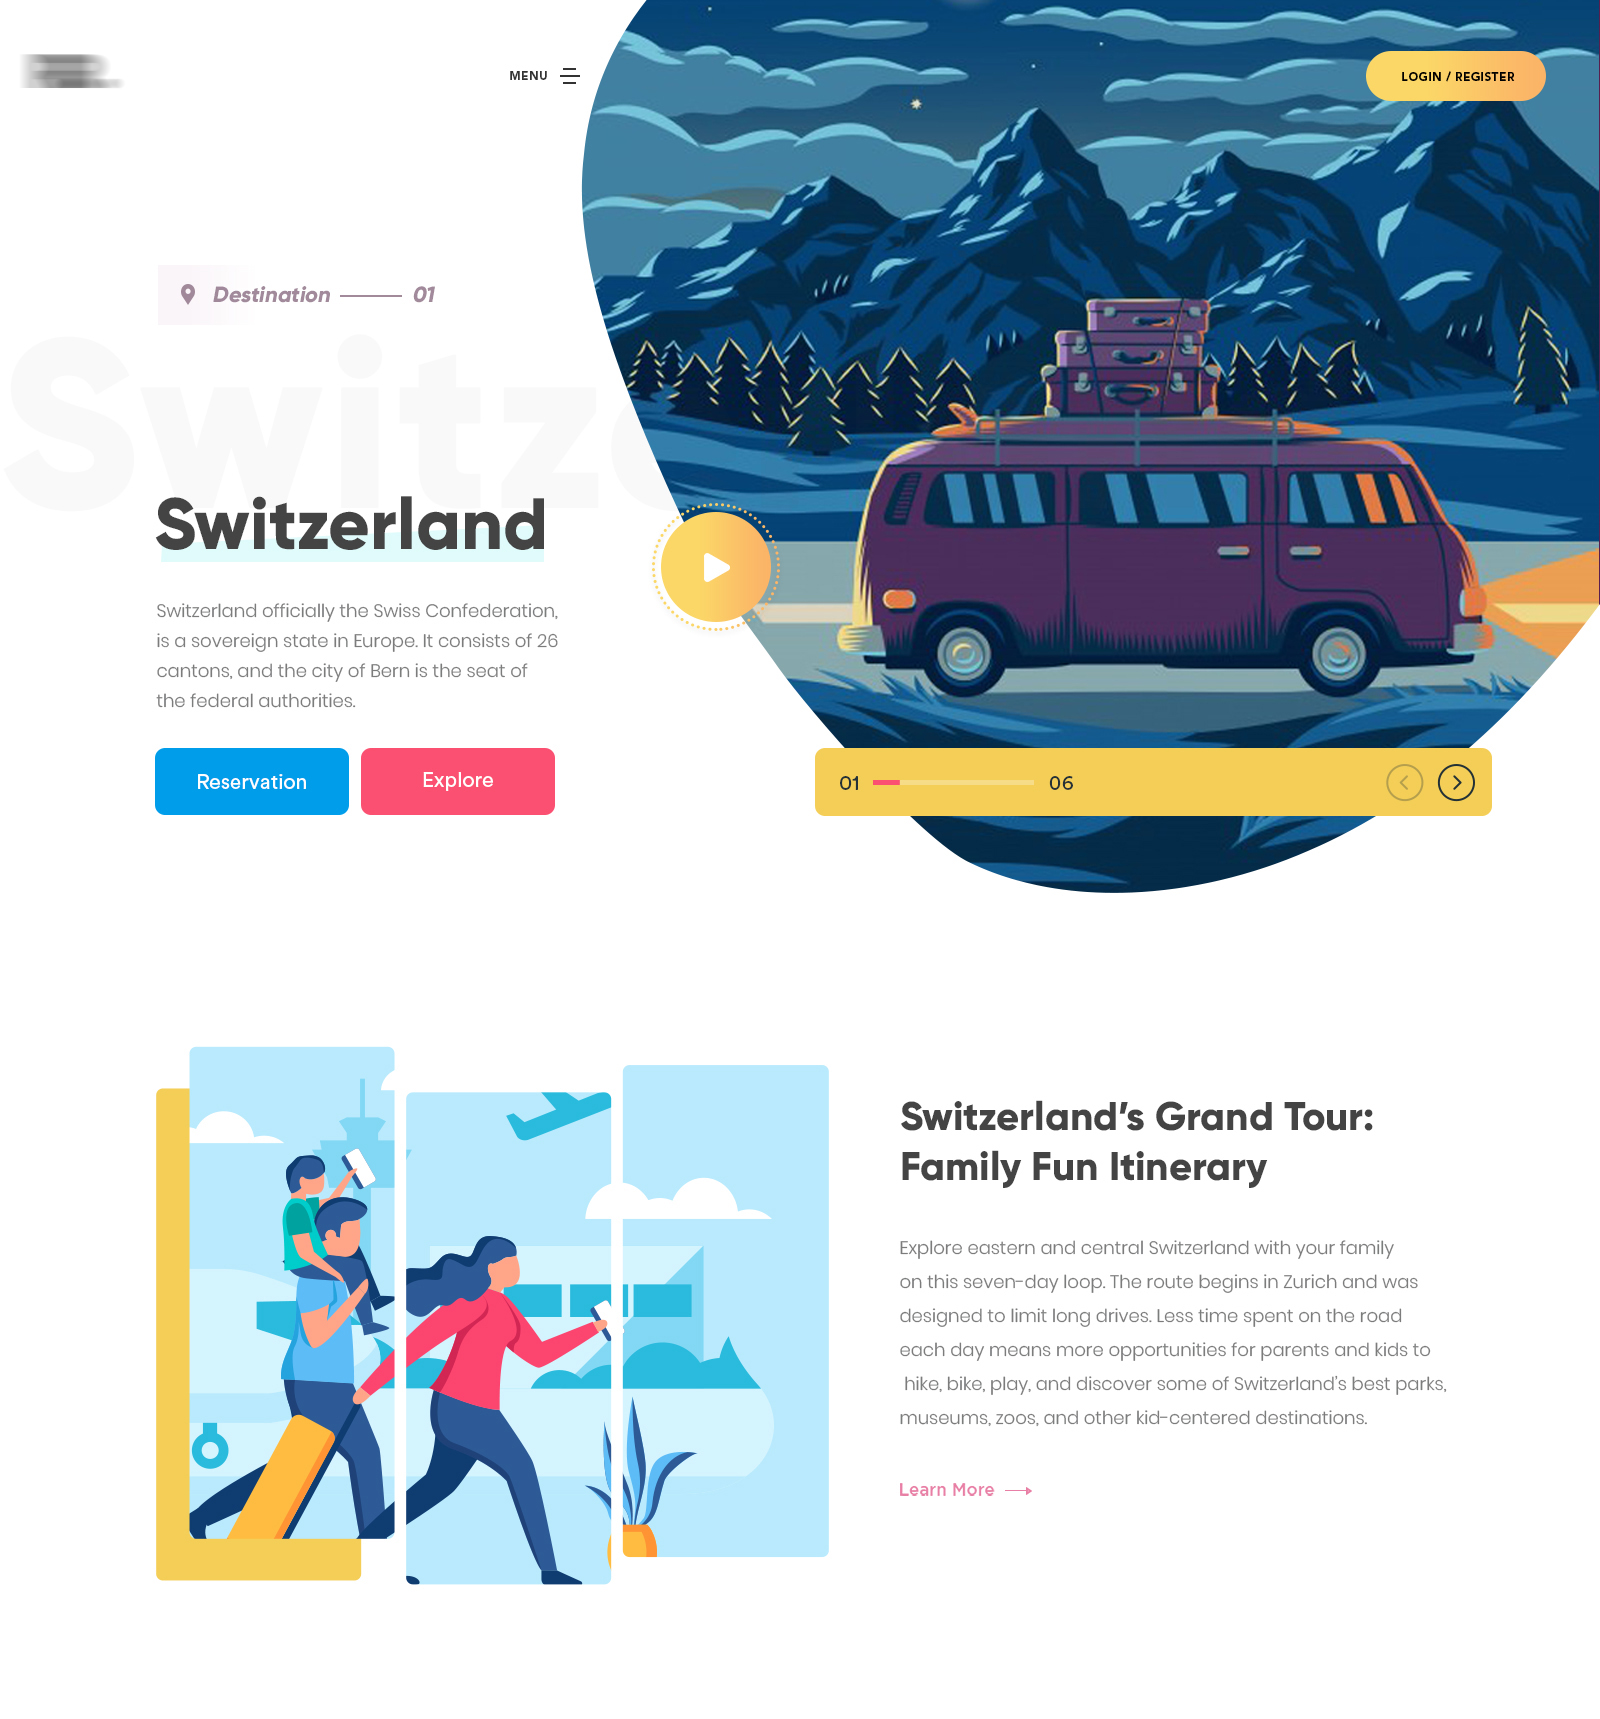 MENU
LOGIN / REGISTER
Destination 01
Switze
Switzerland
Switzerland officially the Swiss Confederation,
is a sovereign state in Europe. It consists of 26
cantons, and the city of Bern is the seat of
the federal authorities.
Reservation
Explore
01 06
Switzerland's Grand Tour:
Family Fun Itinerary
Explore eastern and central Switzerland with your family
on this seven-day loop. The route begins in Zurich and was
designed to limit long drives. Less time spent on the road
each day means more opportunities for parents and kids to
hike, bike, play, and discover some of Switzerland's best parks,
museums, zoos, and other kid-centered destinations.
Learn More